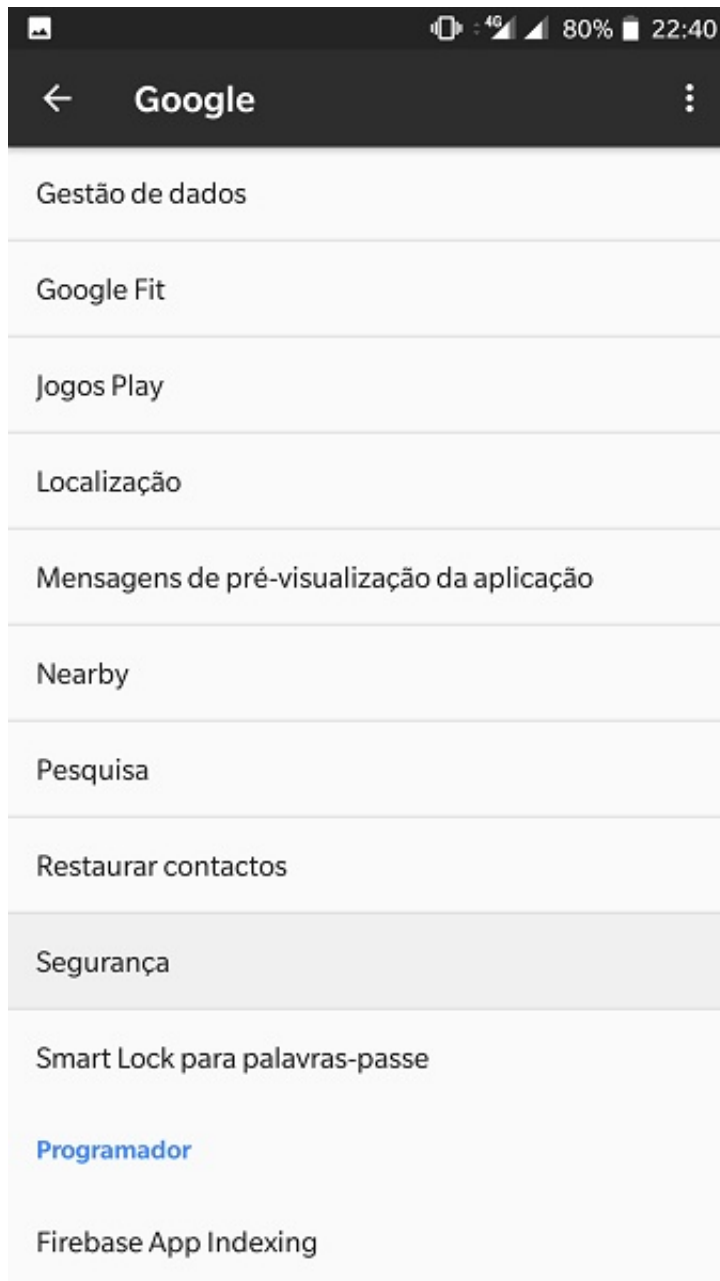 4G 80% 22:40
Google
Gestão de dados
Google Fit
Jogos Play
Localização
Mensagens de pré-visualização da aplicação
Nearby
Pesquisa
Restaurar contactos
Segurança
Smart Lock para palavras-passe
Programador
Firebase App Indexing